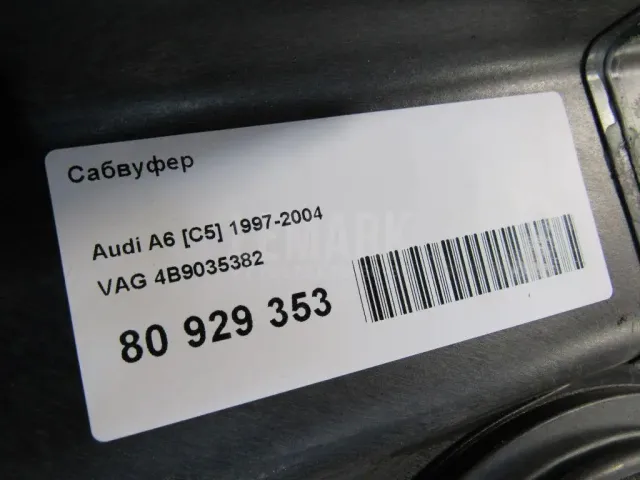 Сабвуфер
Audi A6 [C5] 1997-2004
VAG 4B9035382
80 929 353